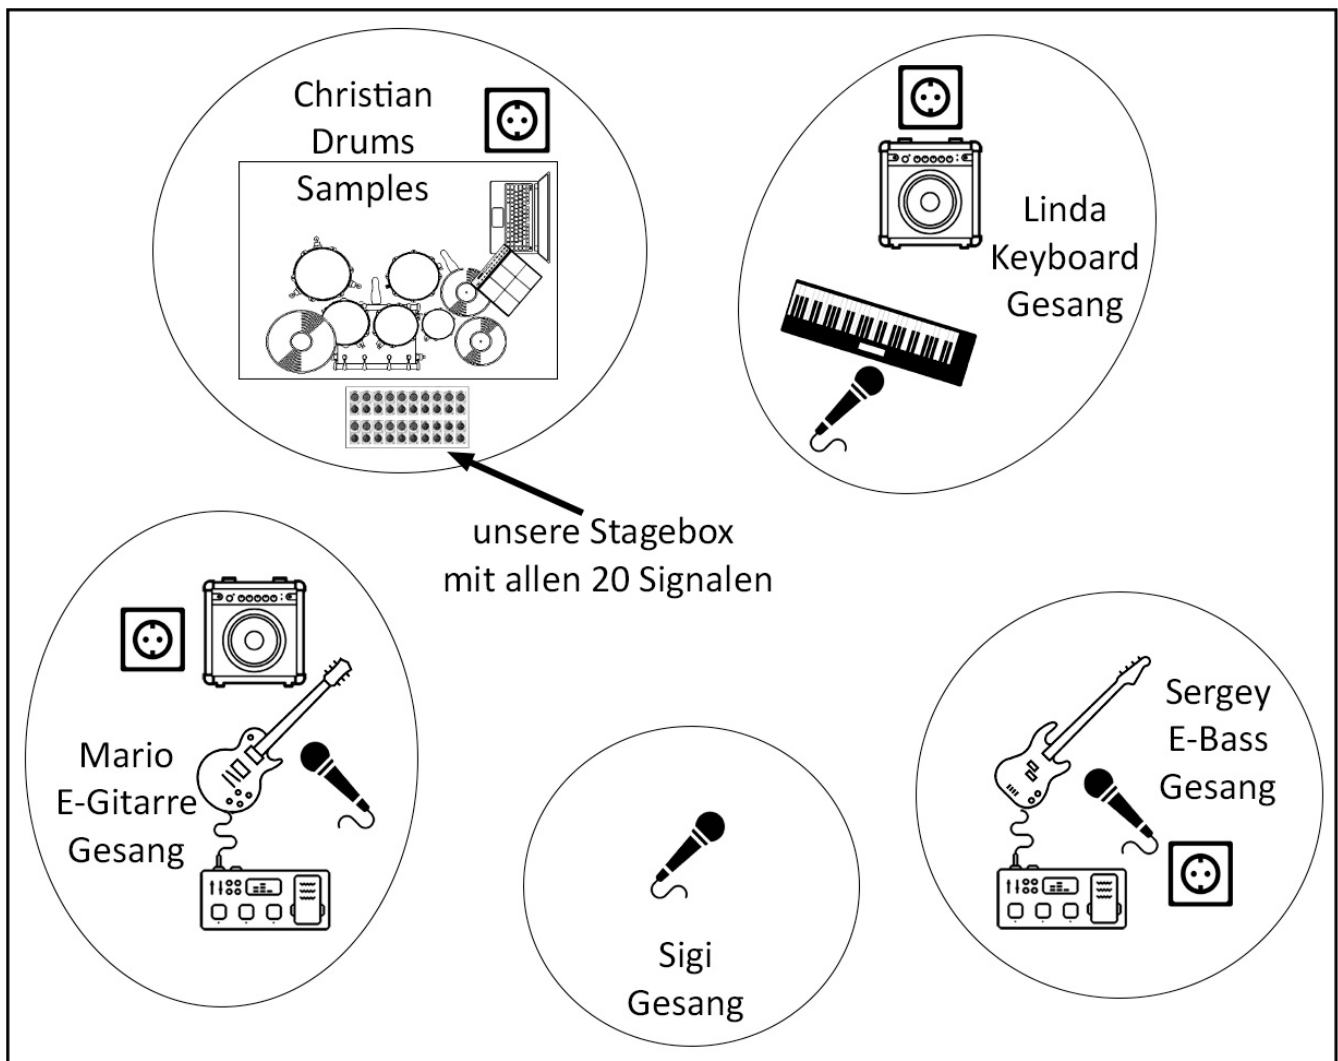 Christian
Drums
Samples
Linda
Keyboard
Gesang
unsere Stagebox
mit allen 20 Signalen
Mario
E-Gitarre
Gesang
Sergey
E-Bass
Gesang
Sigi
Gesang